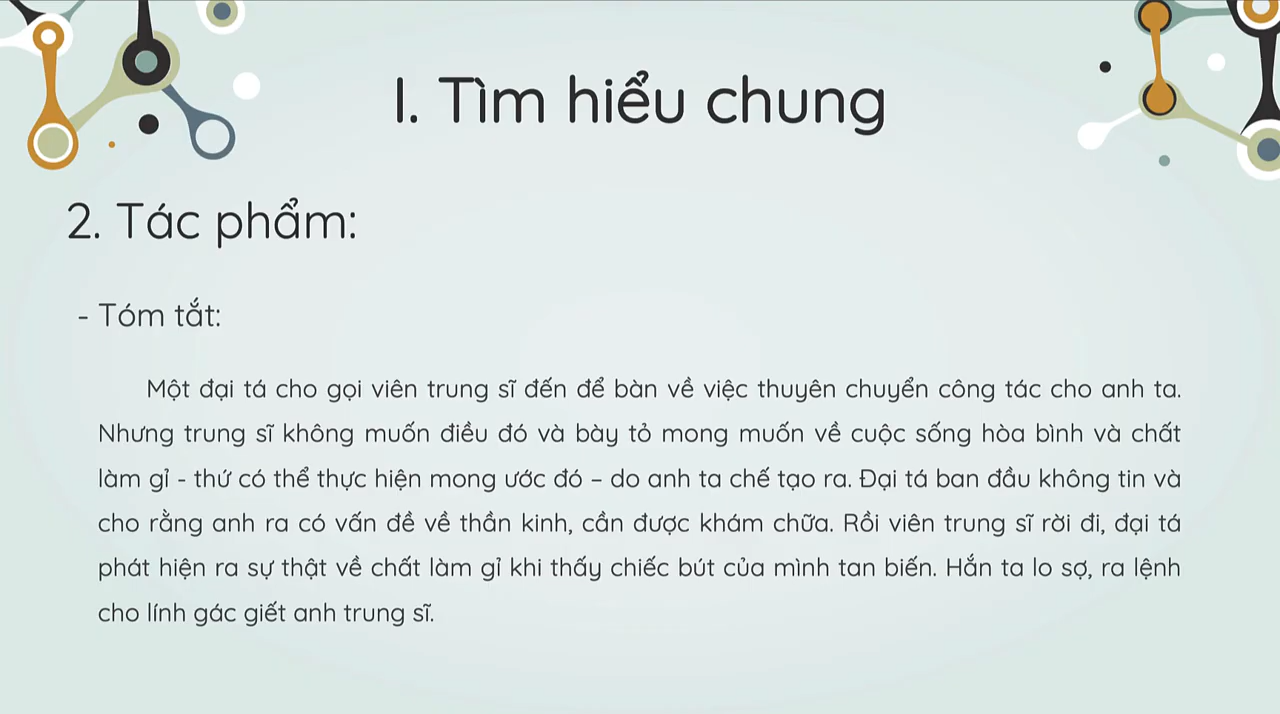 I. Tìm hiểu chung
2. Tác phẩm:
- Tóm tắt:
Một đại tá cho gọi viên trung sĩ đến để bàn về việc thuyên chuyển công tác cho anh ta.
Nhưng trung sĩ không muốn điều đó và bày tỏ mong muốn về cuộc sống hòa bình và chất
làm gỉ - thứ có thể thực hiện mong ước đó – do anh ta chế tạo ra. Đại tá ban đầu không tin và
cho rằng anh ra có vấn đề về thần kinh, cần được khám chữa. Rồi viên trung sĩ rời đi, đại tá
phát hiện ra sự thật về chất làm gỉ khi thấy chiếc bút của mình tan biến. Hắn ta lo sợ, ra lệnh
cho lính gác giết anh trung sĩ.